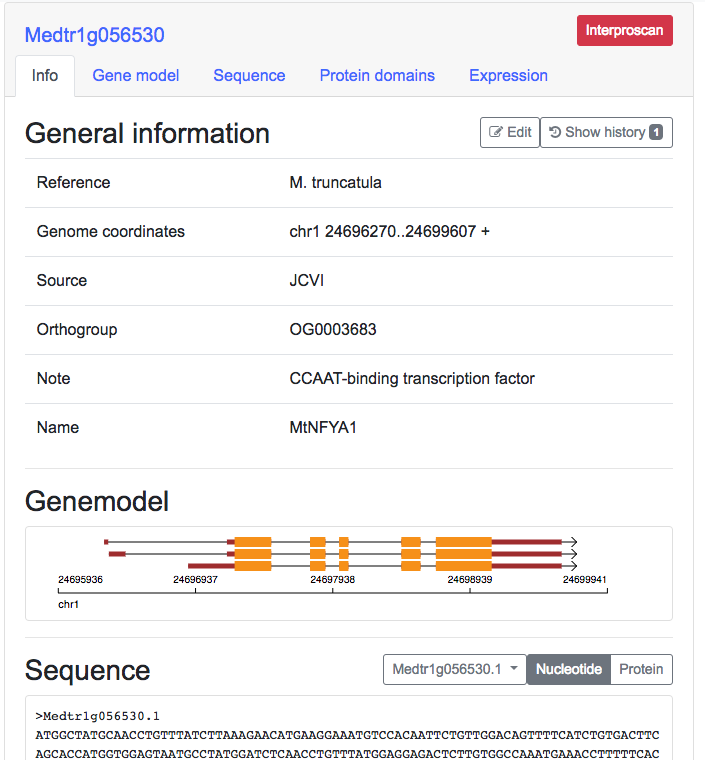 Medtr1g056530
Interproscan
Info Gene model Sequence Protein domains Expression
General information
Edit Show history 1
Reference M. truncatula
Genome coordinates chr1 24696270..24699607 +
Source JCVI
Orthogroup OG0003683
Note CCAAT-binding transcription factor
Name MtNFYA1
Genemodel
24695936 24696937 24697938 24698939 24699941
chr1
Sequence
Medtr1g056530.1 Nucleotide Protein
>Medtr1g056530.1
ATGGCTATGCAACCTGTTTATCTTAAAGAACATGAAGGAAATGTCCACAATTCTGTTGGACAGTTTTCATCTGTGACTTC
AGCACCATGGTGGAGTAATGCCTATGGATCTCAACCTGTTTATGGAGGAGACTCTTGTGGCCAAATGAAACCTTTTTCAC